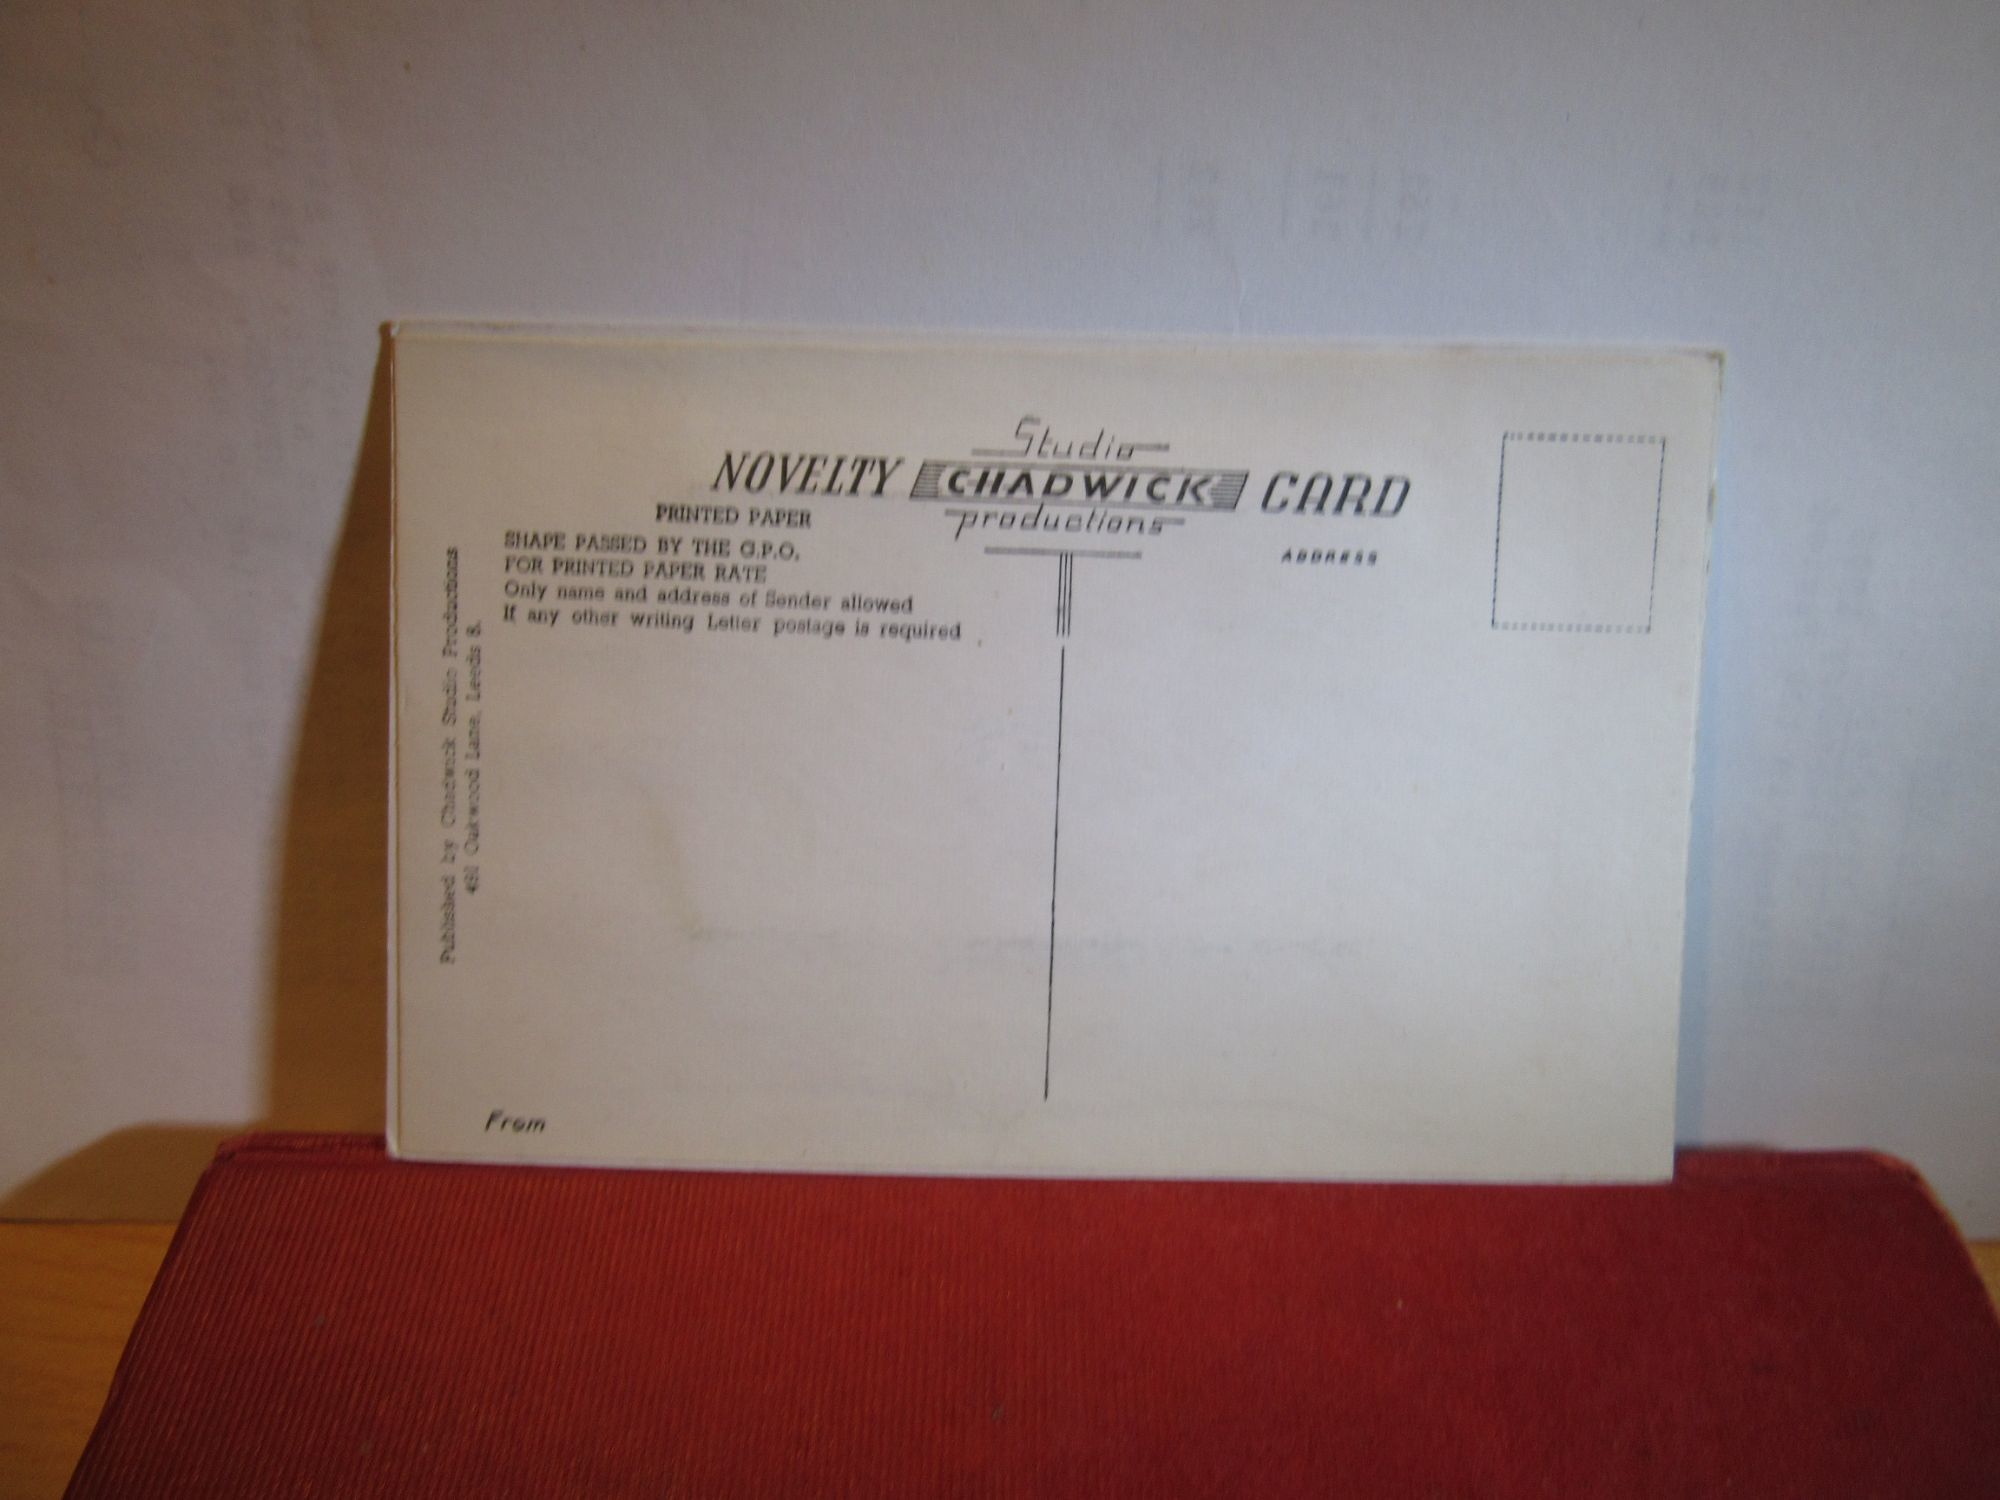 Studio
NOVELTY CHADWICK CARD
productions
PRINTED PAPER
SHAPE PASSED BY THE G.P.O.
FOR PRINTED PAPER RATE
Only name and address of Sender allowed
If any other writing Letter postage is required
ADDRESS
Published by Chadwick Studio Productions
491 Oakwood Lane, Leeds 8.
From